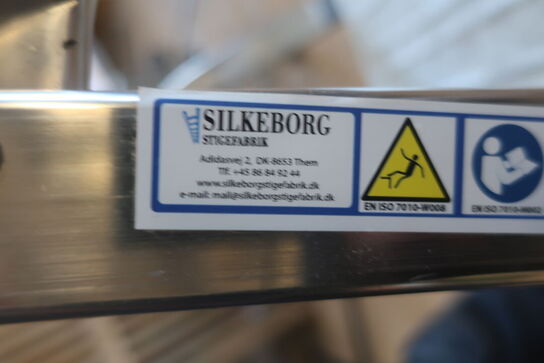 SILKEBORG
STIGEFABRIK
Adidasvej 2, DK-8653 Them
Tlf. +45 86 84 92 44
www.silkeborgstigefabrik.dk
e-mail: mail@silkeborgstigefabrik.dk
EN ISO 7010-W008
EN ISO 7010-M002